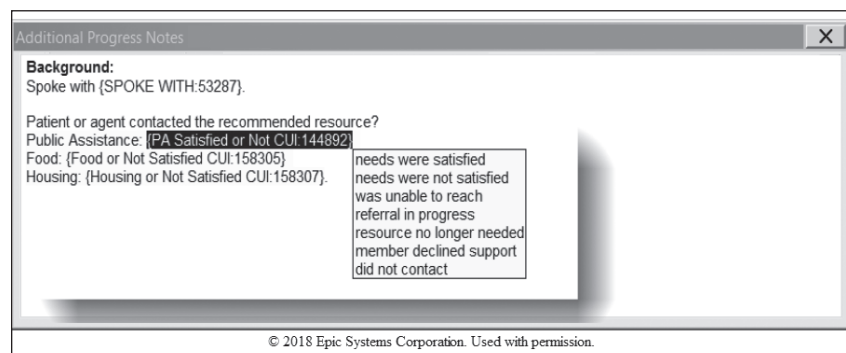 Additional Progress Notes X
Background:
Spoke with {SPOKE WITH:53287}.
Patient or agent contacted the recommended resource?
Public Assistance: {PA Satisfied or Not CUI:144892}
Food: {Food or Not Satisfied CUI:158305}
Housing: {Housing or Not Satisfied CUI:158307}.
needs were satisfied
needs were not satisfied
was unable to reach
referral in progress
resource no longer needed
member declined support
did not contact
© 2018 Epic Systems Corporation. Used with permission.